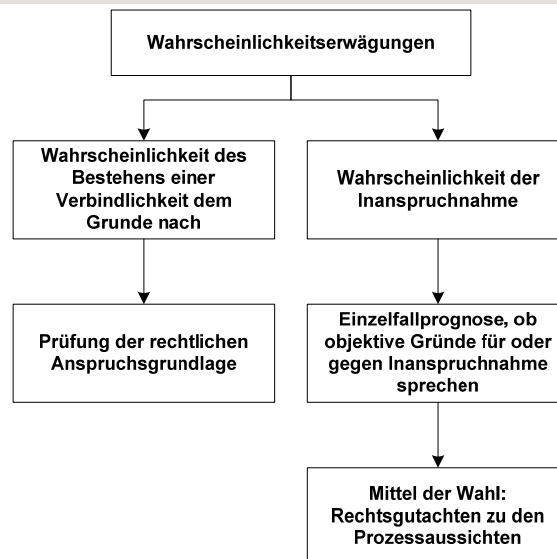 Wahrscheinlichkeitserwägungen
Wahrscheinlichkeit des
Bestehens einer
Verbindlichkeit dem
Grunde nach
Wahrscheinlichkeit der
Inanspruchnahme
Prüfung der rechtlichen
Anspruchsgrundlage
Einzelfallprognose, ob
objektive Gründe für oder
gegen Inanspruchnahme
sprechen
Mittel der Wahl:
Rechtsgutachten zu den
Prozessaussichten